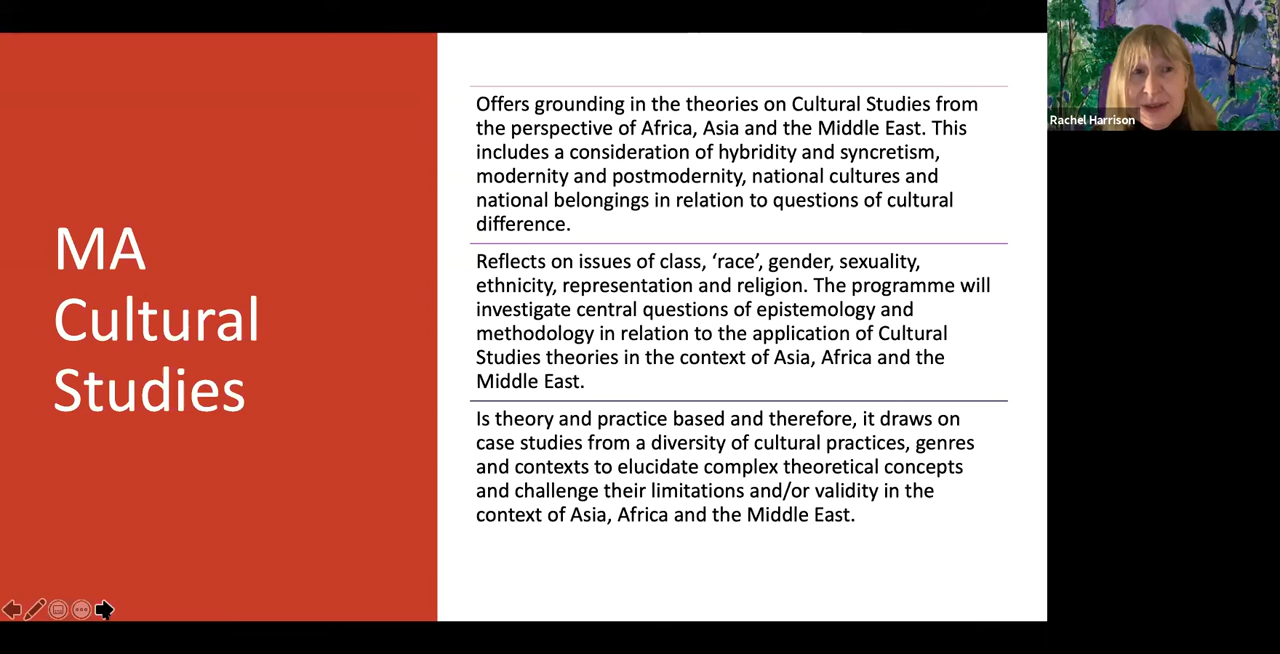 MA
Cultural
Studies
Offers grounding in the theories on Cultural Studies from
the perspective of Africa, Asia and the Middle East. This
includes a consideration of hybridity and syncretism,
modernity and postmodernity, national cultures and
national belongings in relation to questions of cultural
difference.
Reflects on issues of class, ‘race’, gender, sexuality,
ethnicity, representation and religion. The programme will
investigate central questions of epistemology and
methodology in relation to the application of Cultural
Studies theories in the context of Asia, Africa and the
Middle East.
Is theory and practice based and therefore, it draws on
case studies from a diversity of cultural practices, genres
and contexts to elucidate complex theoretical concepts
and challenge their limitations and/or validity in the
context of Asia, Africa and the Middle East.
Rachel Harrison